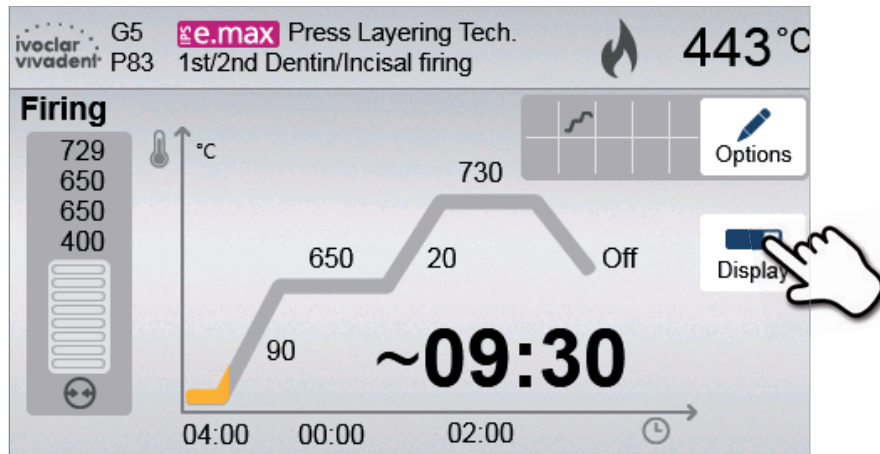 ivoclar
vivadent
G5
P83
IPS e.max Press Layering Tech.
1st/2nd Dentin/Incisal firing
443°C
Firing
729
650
650
400
°C
730
650
20
Off
90
~09:30
04:00 00:00 02:00
Options
Display